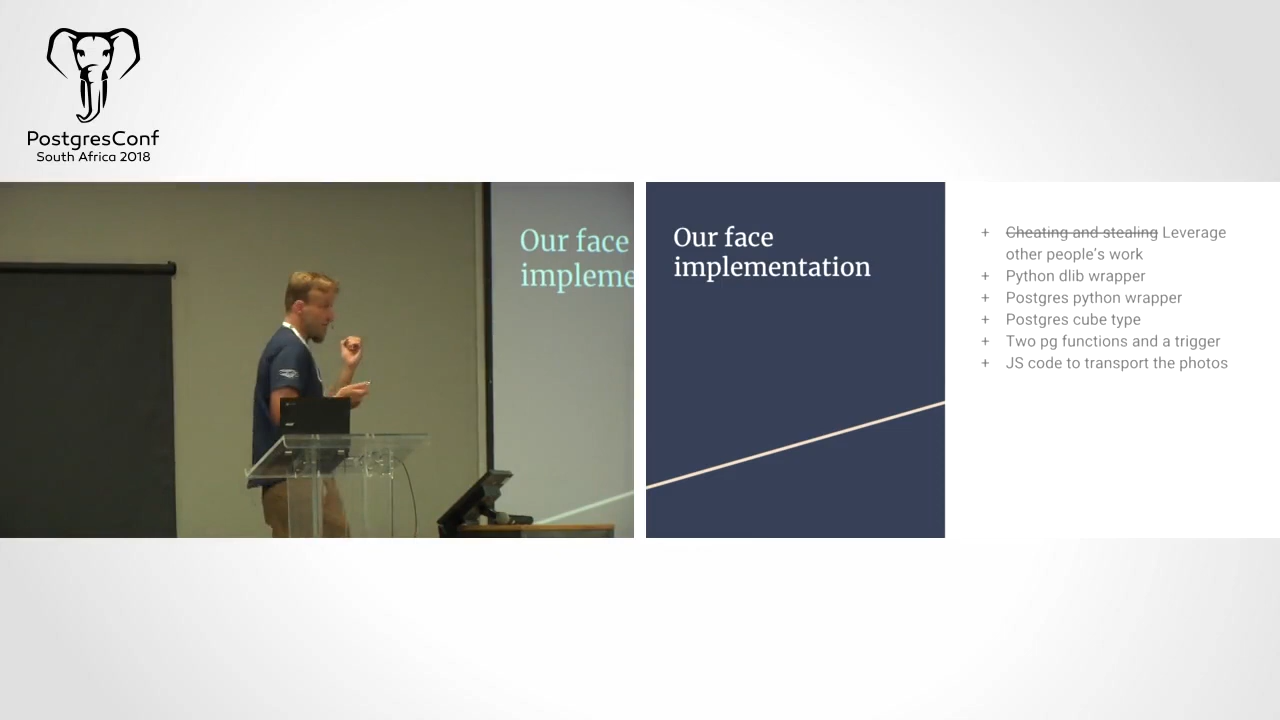 PostgresConf
South Africa 2018
Our face
impleme
Our face
implementation
+ Cheating and stealing Leverage
other people's work
+ Python dlib wrapper
+ Postgres python wrapper
+ Postgres cube type
+ Two pg functions and a trigger
+ JS code to transport the photos